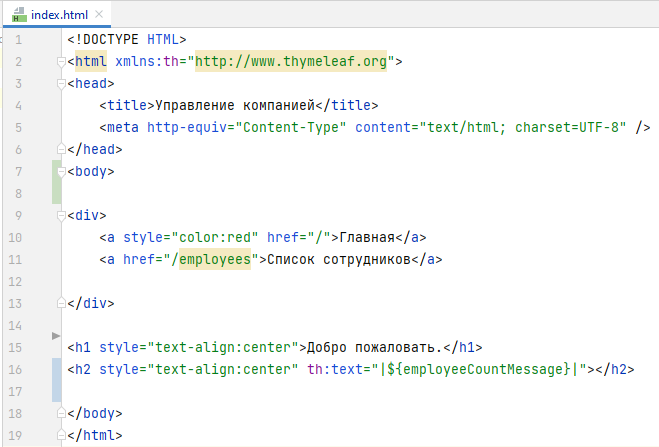 index.html
1 <!DOCTYPE HTML>
2 <html xmlns:th="http://www.thymeleaf.org">
3 <head>
4 <title>Управление компанией</title>
5 <meta http-equiv="Content-Type" content="text/html; charset=UTF-8" />
6 </head>
7 <body>
8
9 <div>
10 <a style="color:red" href="/">Главная</a>
11 <a href="/employees">Список сотрудников</a>
12
13 </div>
14
15 <h1 style="text-align:center">Добро пожаловать.</h1>
16 <h2 style="text-align:center" th:text="|${employeeCountMessage}|"></h2>
17
18 </body>
19 </html>